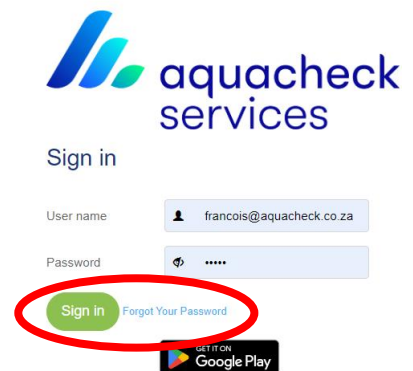 aquacheck
services
Sign in
User name francois@aquacheck.co.za
Password •••••
Sign in Forgot Your Password
GET IT ON
Google Play